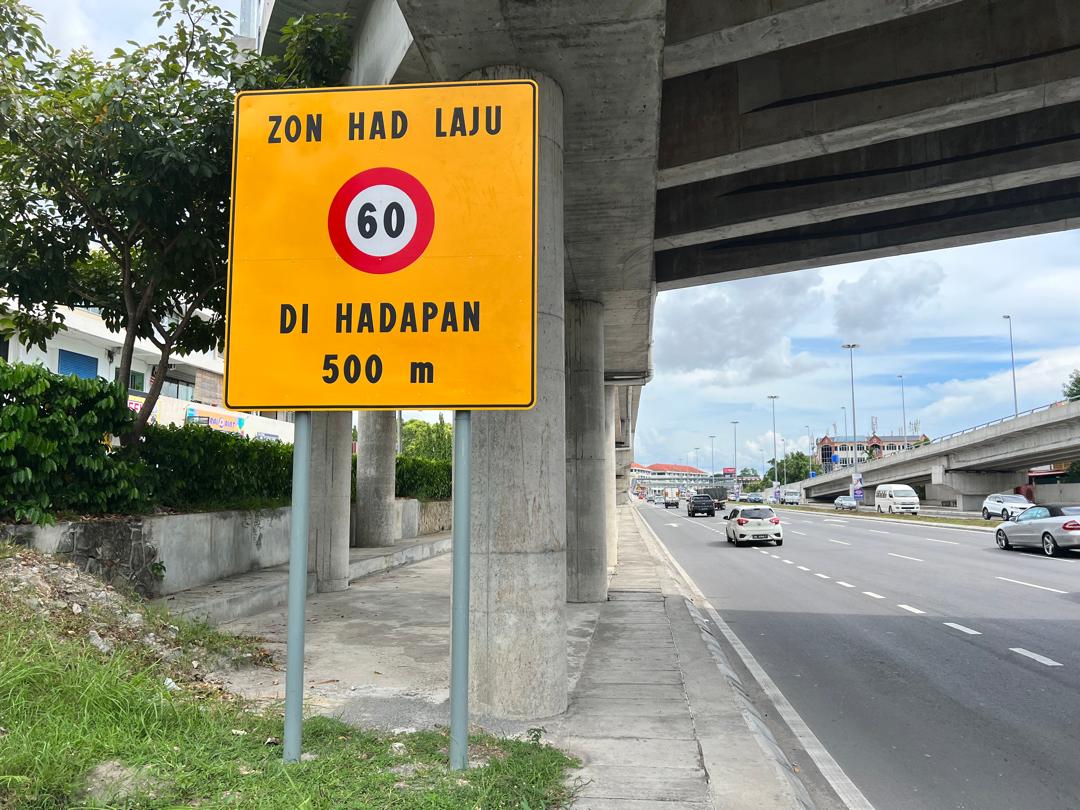 ZON HAD LAJU
60
DI HADAPAN
500 m